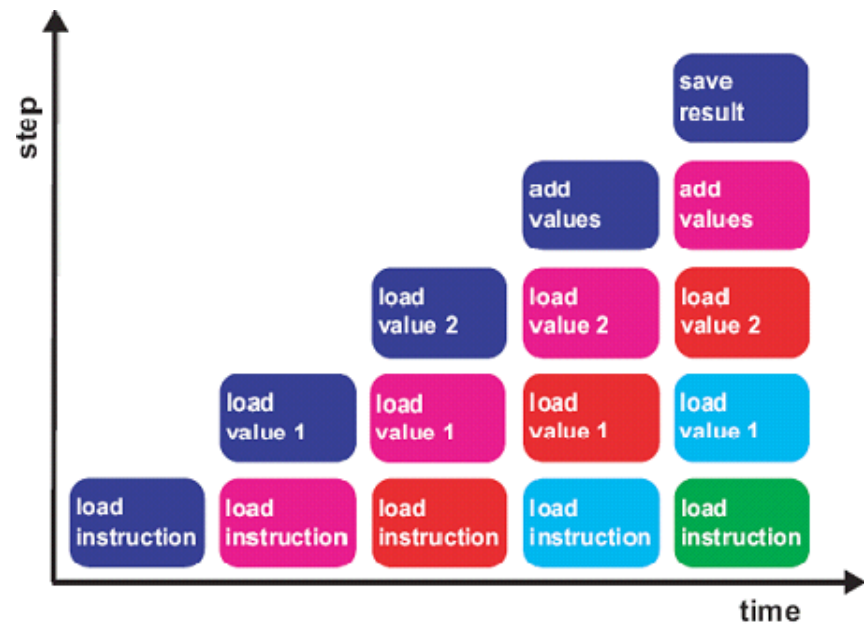 step
save
result
add
values
add
values
load
value 2
load
value 2
load
value 2
load
value 1
load
value 1
load
value 1
load
value 1
load
instruction
load
instruction
load
instruction
load
instruction
load
instruction
time